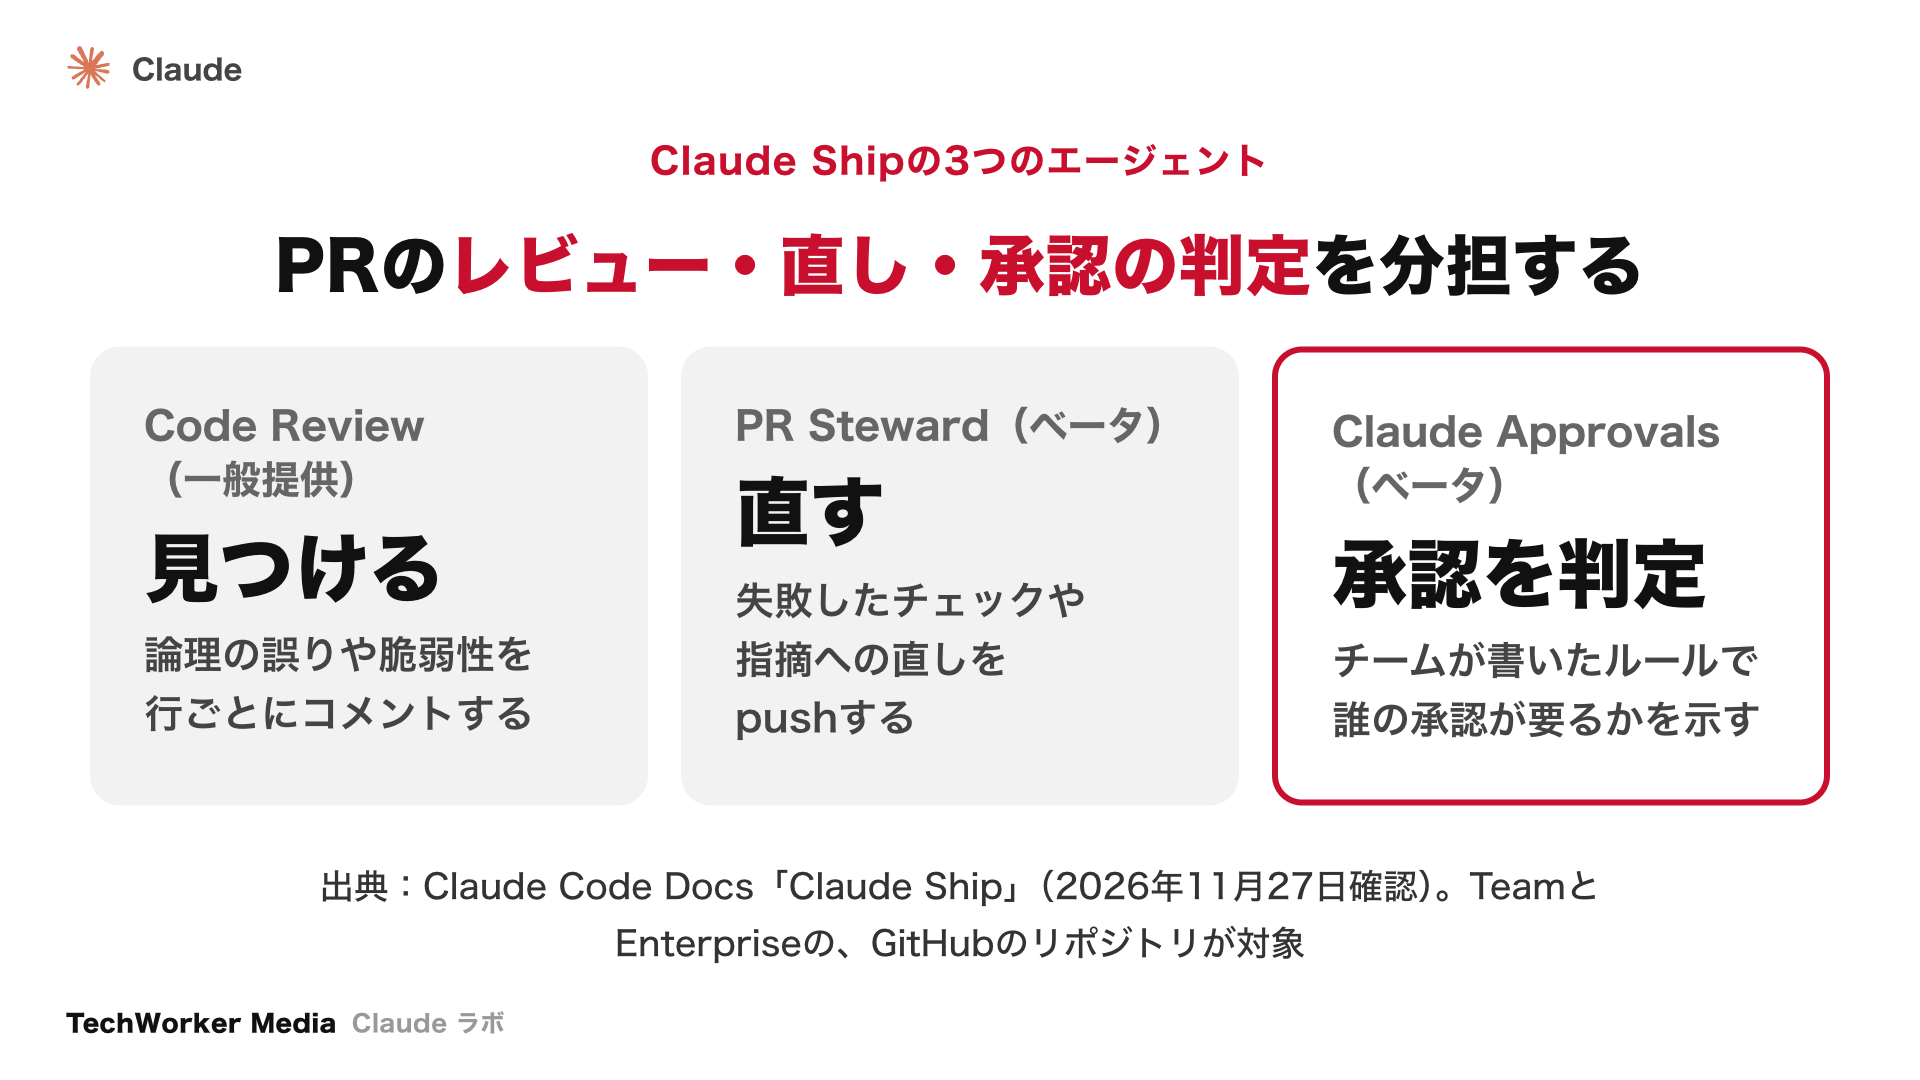 Claude
Claude Shipの3つのエージェント
PRのレビュー・直し・承認の判定を分担する
Code Review
（一般提供）
見つける
論理の誤りや脆弱性を
行ごとにコメントする
PR Steward（ベータ）
直す
失敗したチェックや
指摘への直しを
pushする
Claude Approvals
（ベータ）
承認を判定
チームが書いたルールで
誰の承認が要るかを示す
出典：Claude Code Docs「Claude Ship」（2026年11月27日確認）。Teamと
Enterpriseの、GitHubのリポジトリが対象
TechWorker Media Claude ラボ